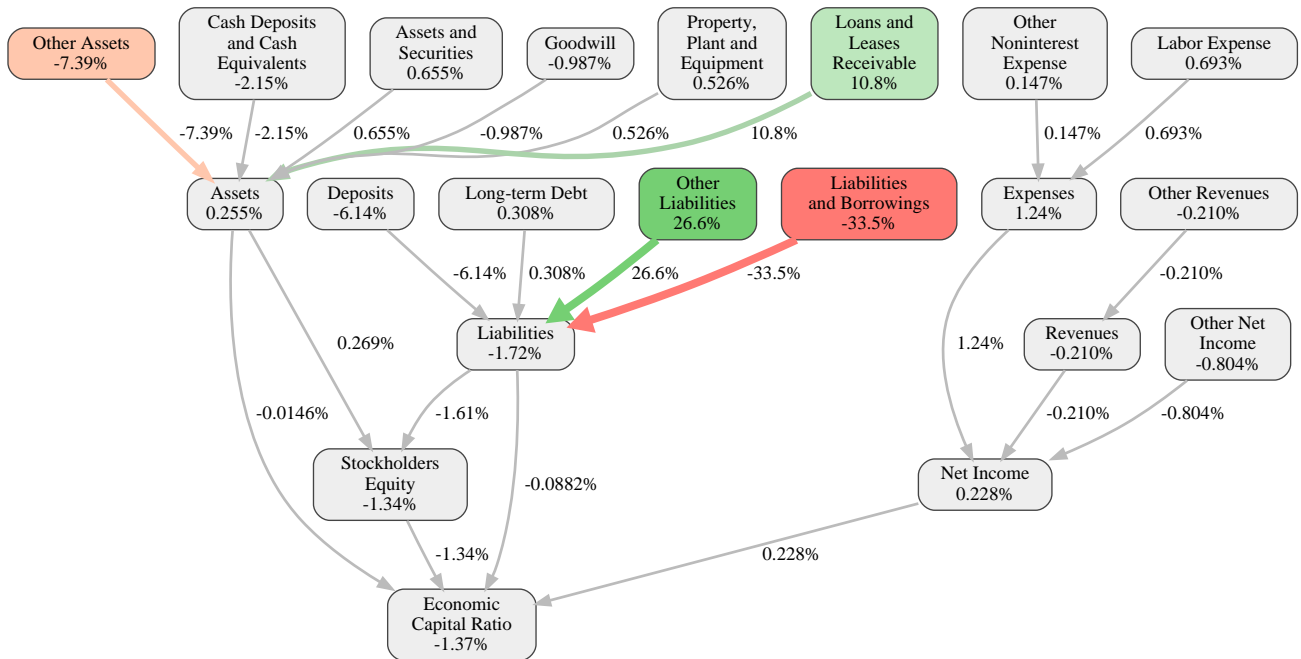 Other Assets
-7.39%
Cash Deposits
and Cash
Equivalents
-2.15%
Assets and
Securities
0.655%
Goodwill
-0.987%
Property,
Plant and
Equipment
0.526%
Loans and
Leases
Receivable
10.8%
Other
Noninterest
Expense
0.147%
Labor Expense
0.693%
-7.39%
-2.15%
0.655%
-0.987%
0.526%
10.8%
0.147%
0.693%
Assets
0.255%
Deposits
-6.14%
Long-term Debt
0.308%
Other
Liabilities
26.6%
Liabilities
and Borrowings
-33.5%
Expenses
1.24%
Other Revenues
-0.210%
-6.14%
0.308%
26.6%
-33.5%
-0.210%
0.269%
Liabilities
-1.72%
1.24%
Revenues
-0.210%
Other Net
Income
-0.804%
-0.0146%
-1.61%
-0.210%
-0.804%
Stockholders
Equity
-1.34%
-0.0882%
Net Income
0.228%
-1.34%
0.228%
Economic
Capital Ratio
-1.37%